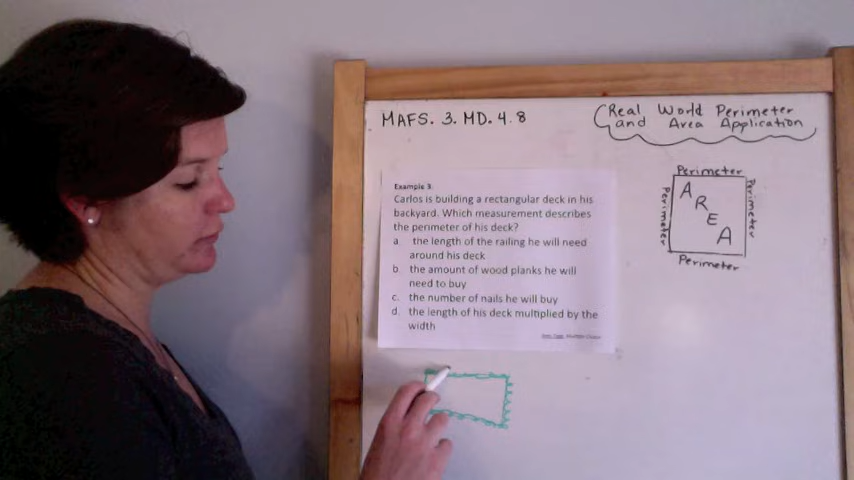 MAFS. 3. MD. 4.8
Real World Perimeter
and Area Application
Example 3.
Carlos is building a rectangular deck in his
backyard. Which measurement describes
the perimeter of his deck?
a the length of the railing he will need
around his deck
b. the amount of wood planks he will
need to buy
c. the number of nails he will buy
d. the length of his deck multiplied by the
width
Perimeter
Perimeter
AREA
Perimeter
Perimeter